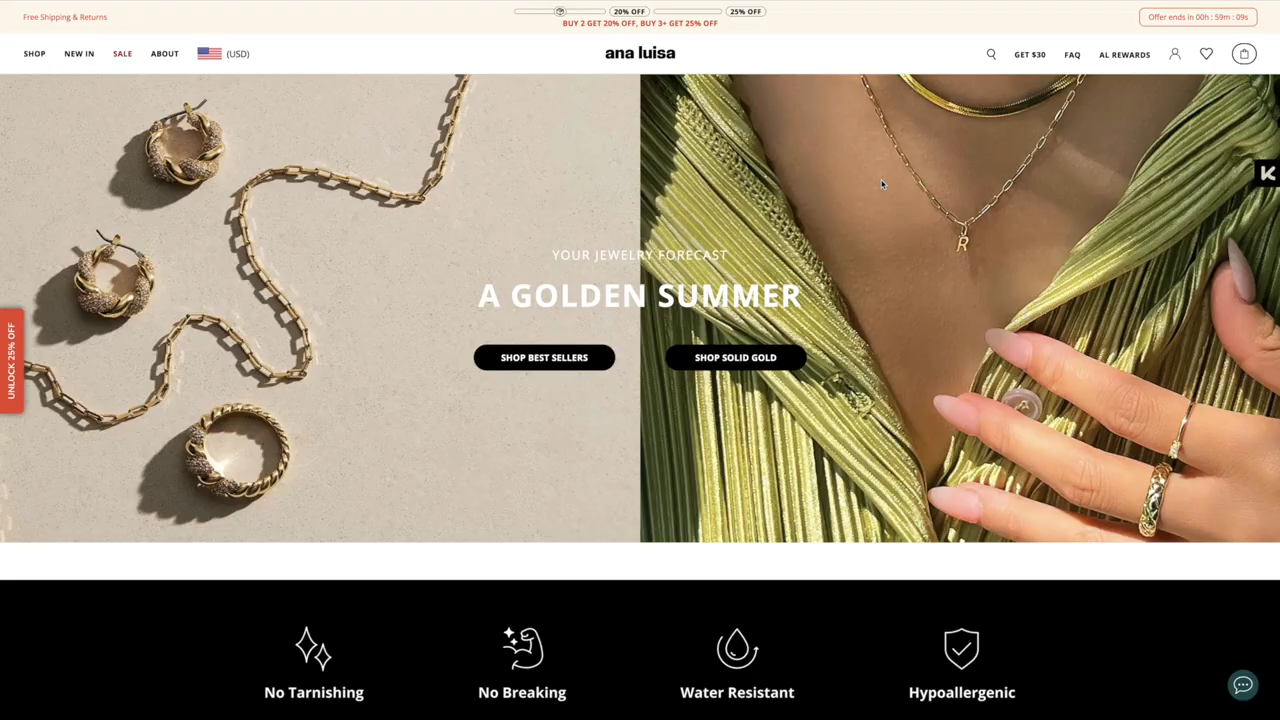 Free Shipping & Returns
20% OFF
25% OFF
BUY 2 GET 20% OFF, BUY 3+ GET 25% OFF
Offer ends in 00h : 59m : 09s
SHOP
NEW IN
SALE
ABOUT
(USD)
ana luisa
GET $30
FAQ
AL REWARDS
K
R
YOUR JEWELRY FORECAST
A GOLDEN SUMMER
SHOP BEST SELLERS
SHOP SOLID GOLD
UNLOCK 25% OFF
No Tarnishing
No Breaking
Water Resistant
Hypoallergenic